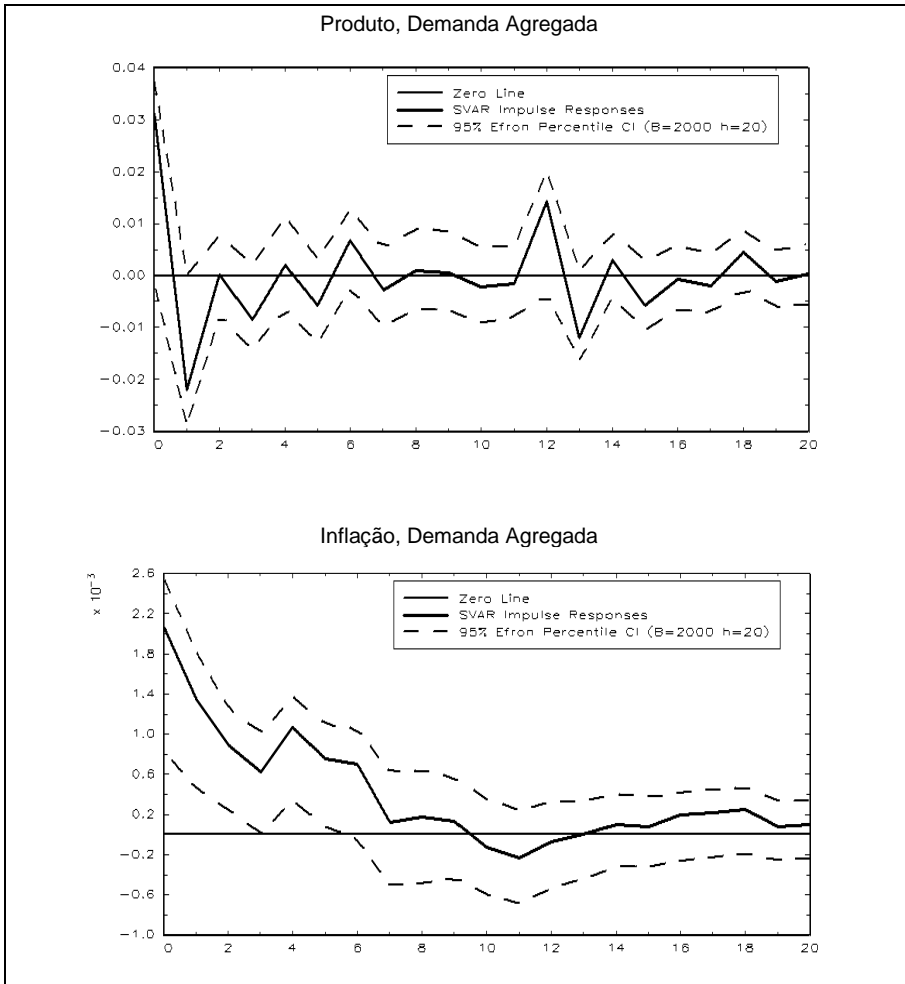 Produto, Demanda Agregada
0.04
0.03
0.02
0.01
0.00
-0.01
-0.02
-0.03
Zero Line
SVAR Impulse Responses
95% Efron Percentile CI (B=2000 h=20)
0 2 4 6 8 10 12 14 16 18 20
Inflação, Demanda Agregada
x 10⁻³
2.6
2.2
1.8
1.4
1.0
0.6
0.2
-0.2
-0.6
-1.0
Zero Line
SVAR Impulse Responses
95% Efron Percentile CI (B=2000 h=20)
0 2 4 6 8 10 12 14 16 18 20